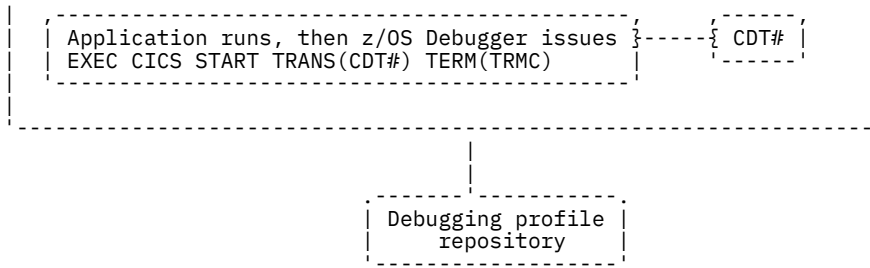 Application runs, then z/OS Debugger issues
CDT#
EXEC CICS START TRANS(CDT#) TERM(TRMC)
Debugging profile
repository